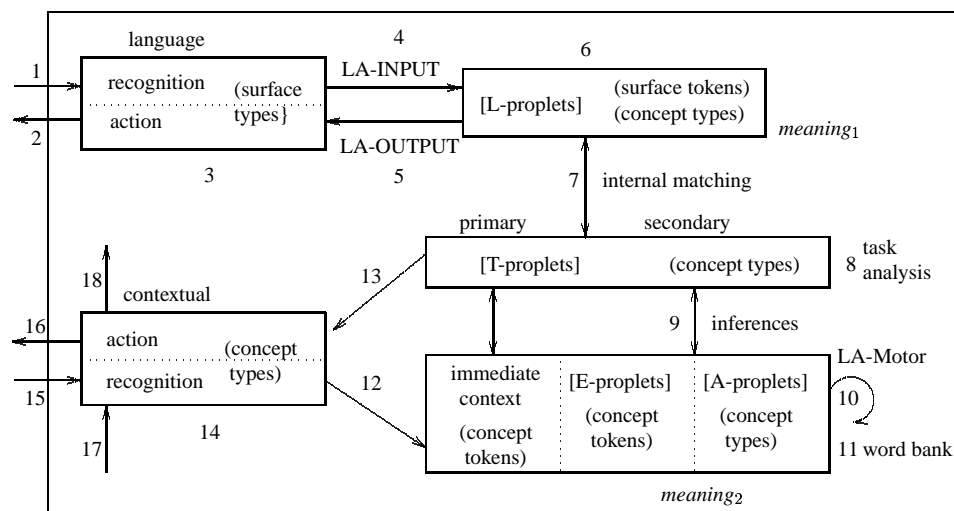 language
4
6
1
recognition
(surface
types}
LA-INPUT
[L-proplets]
(surface tokens)
(concept types)
action
2
LA-OUTPUT
meaning1
3
5
7
internal matching
primary
secondary
18
13
[T-proplets]
(concept types)
8
task
analysis
contextual
16
action
(concept
types)
9
inferences
LA-Motor
15
recognition
12
immediate
context
(concept
tokens)
[E-proplets]
(concept
tokens)
[A-proplets]
(concept
types)
10
14
17
11 word bank
meaning2